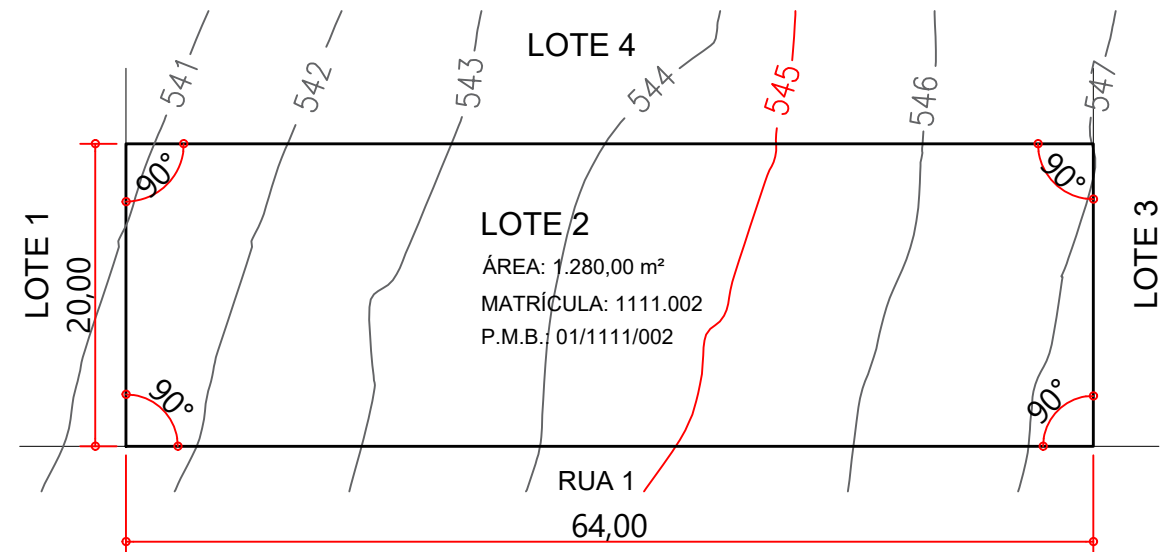 LOTE 4
541
542
543
544
545
546
547
90°
90°
LOTE 1
20,00
LOTE 2
ÁREA: 1.280,00 m²
MATRÍCULA: 1111.002
P.M.B.: 01/1111/002
LOTE 3
90°
90°
RUA 1
64,00